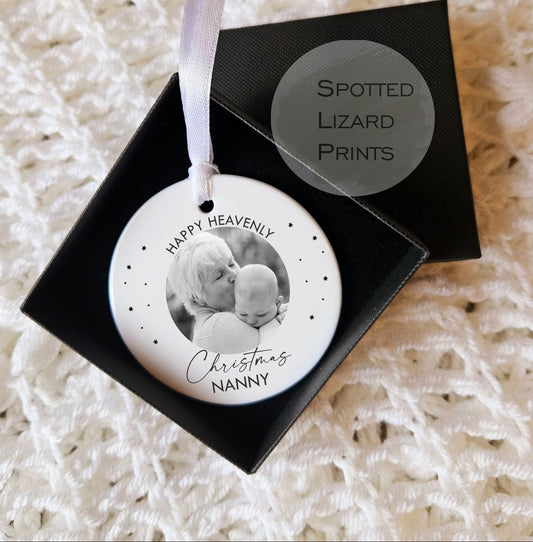 SPOTTED
LIZARD
PRINTS
HAPPY HEAVENLY
Christmas
NANNY